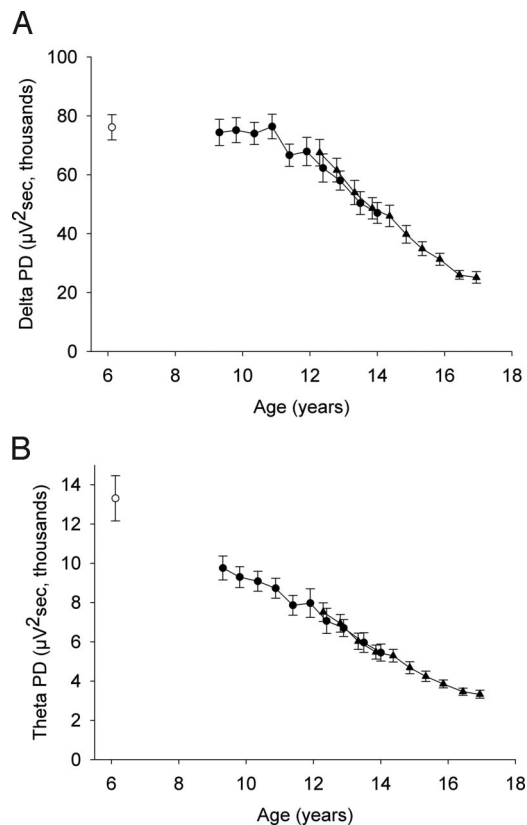 A
Delta PD (µV²sec, thousands)
100
80
60
40
20
0
6 8 10 12 14 16 18
Age (years)
B
Theta PD (µV²sec, thousands)
14
12
10
8
6
4
2
0
6 8 10 12 14 16 18
Age (years)